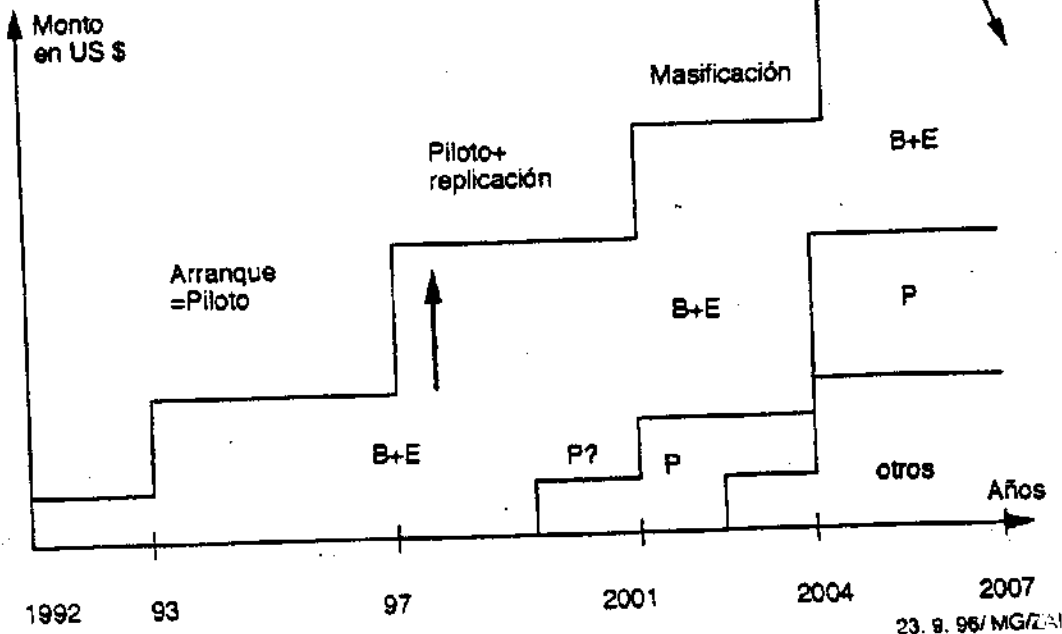 Monto
en US $
Masificación
B+E
Piloto+
replicación
Arranque
=Piloto
B+E
P
B+E
P?
P
otros
Años
1992
93
97
2001
2004
2007
23. 9. 96/ MG/